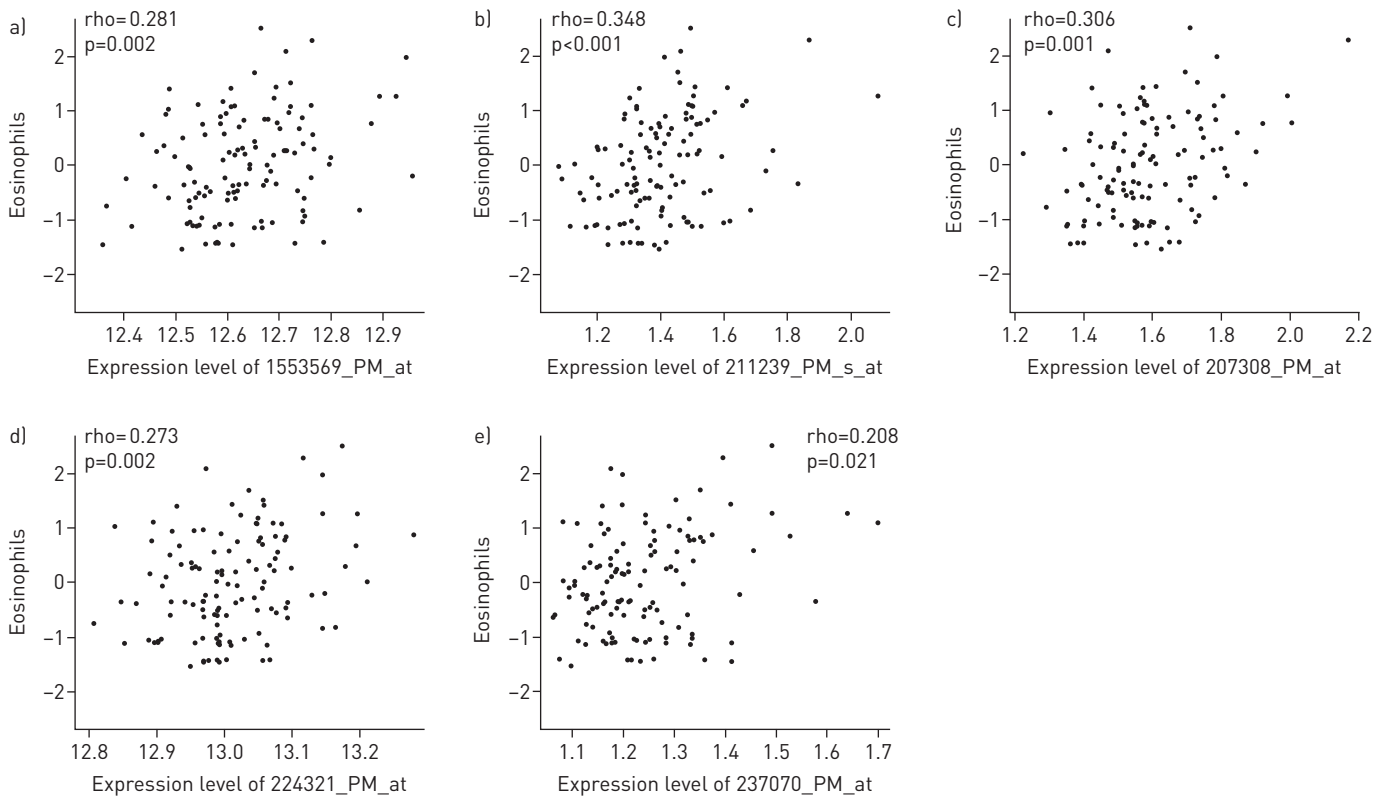 a)
rho=0.281
p=0.002
Eosinophils
2
1
0
−1
−2
12.4 12.5 12.6 12.7 12.8 12.9
Expression level of 1553569_PM_at
b)
rho=0.348
p<0.001
Eosinophils
2
1
0
−1
−2
1.2 1.4 1.6 1.8 2.0
Expression level of 211239_PM_s_at
c)
rho=0.306
p=0.001
Eosinophils
2
1
0
−1
−2
1.2 1.4 1.6 1.8 2.0 2.2
Expression level of 207308_PM_at
d)
rho=0.273
p=0.002
Eosinophils
2
1
0
−1
−2
12.8 12.9 13.0 13.1 13.2
Expression level of 224321_PM_at
e)
rho=0.208
p=0.021
Eosinophils
2
1
0
−1
−2
1.1 1.2 1.3 1.4 1.5 1.6 1.7
Expression level of 237070_PM_at